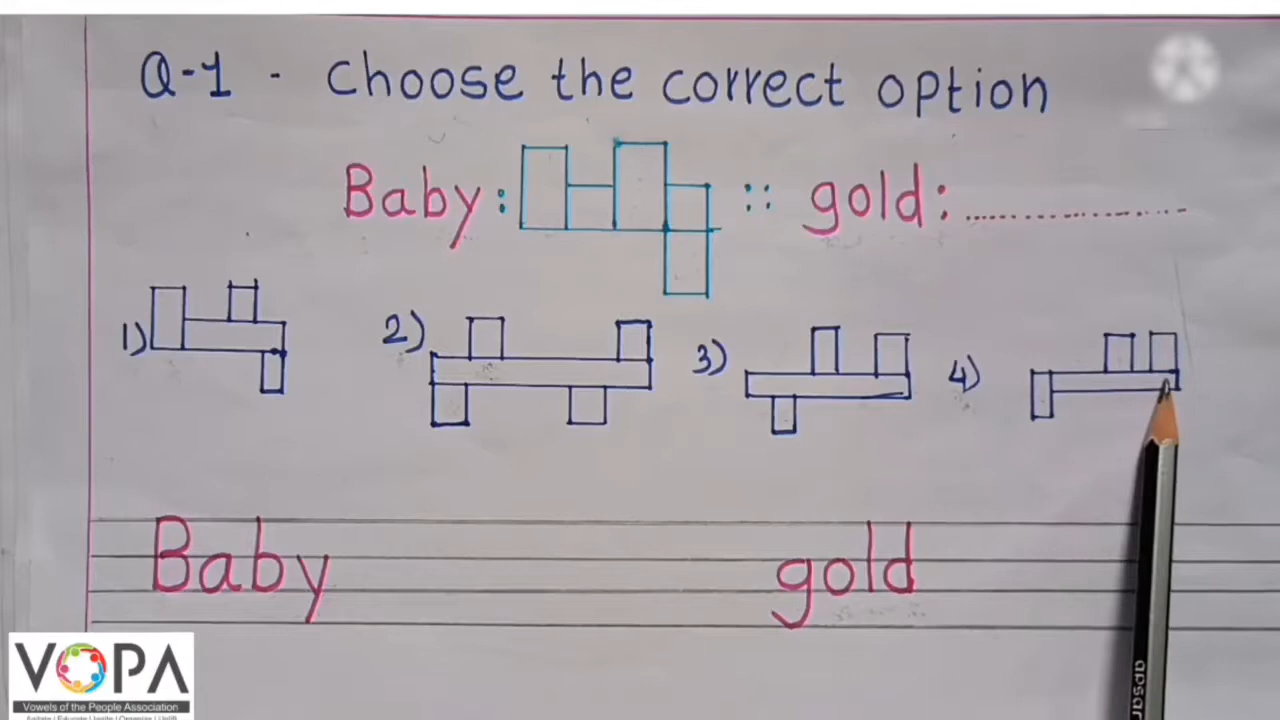 Q-1 - Choose the correct option
Baby: :: gold: ....................
1) 2) 3) 4)
Baby gold
VOPA
Vowels of the People Association
apsar